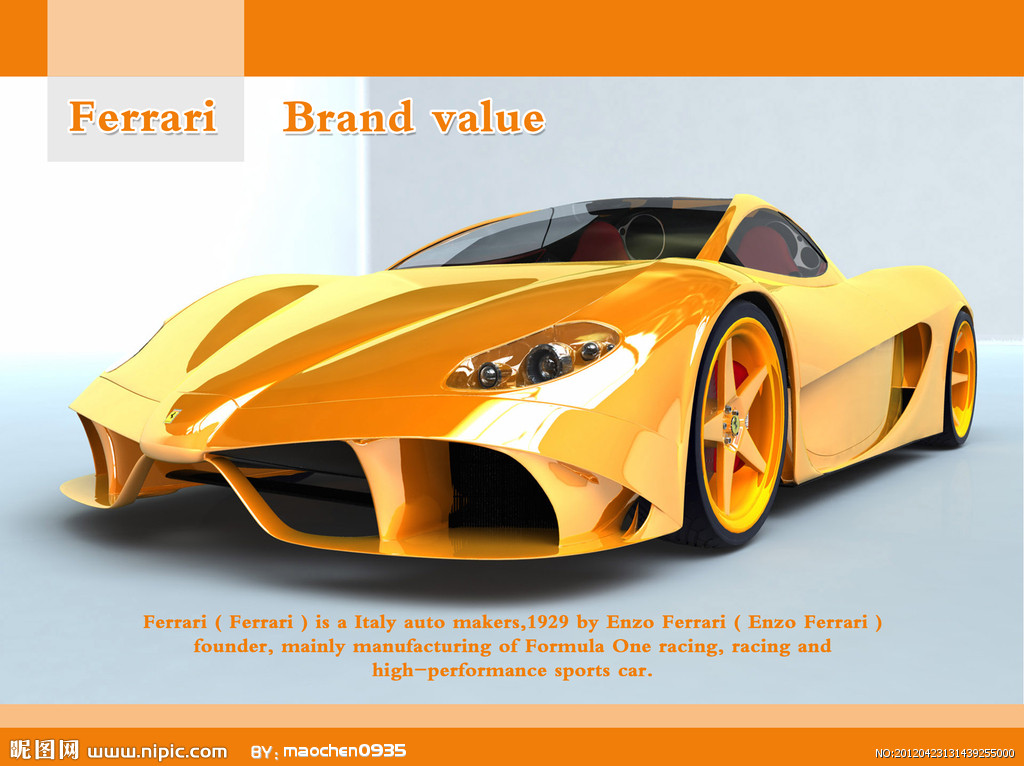 Ferrari
Brand value
Ferrari ( Ferrari ) is a Italy auto makers,1929 by Enzo Ferrari ( Enzo Ferrari )
founder, mainly manufacturing of Formula One racing, racing and
high-performance sports car.
昵图网 www.nipic.com BY: maochen0935
NO:20120423131439255000